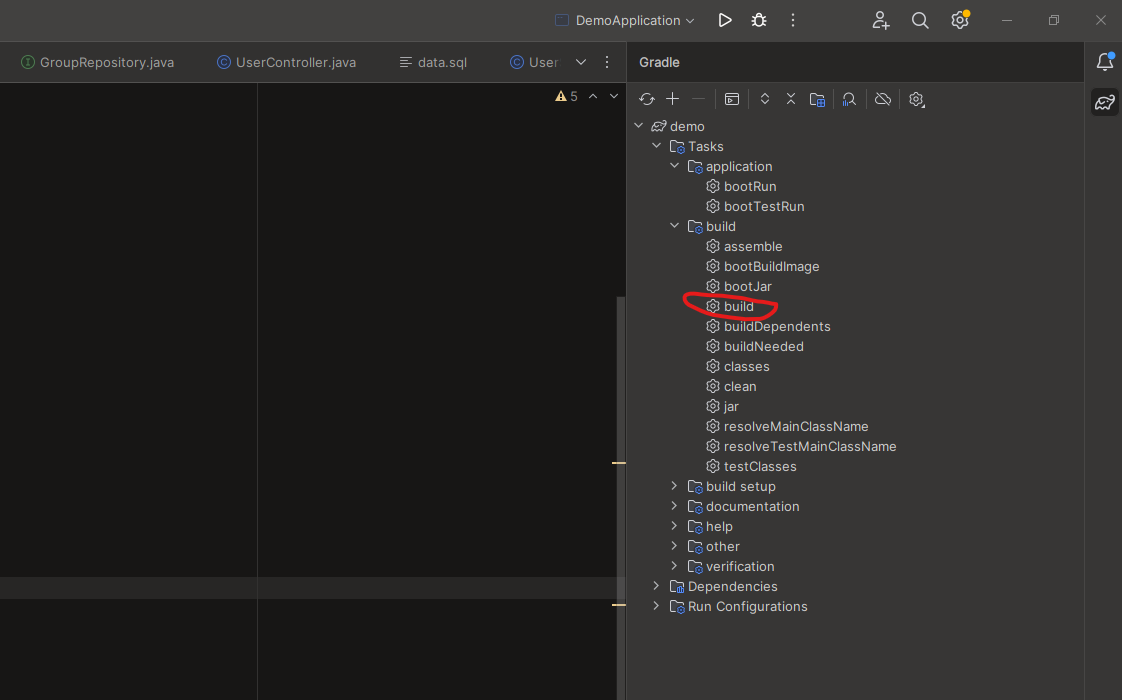 DemoApplication
GroupRepository.java
UserController.java
data.sql
User
Gradle
5
demo
Tasks
application
bootRun
bootTestRun
build
assemble
bootBuildImage
bootJar
build
buildDependents
buildNeeded
classes
clean
jar
resolveMainClassName
resolveTestMainClassName
testClasses
build setup
documentation
help
other
verification
Dependencies
Run Configurations